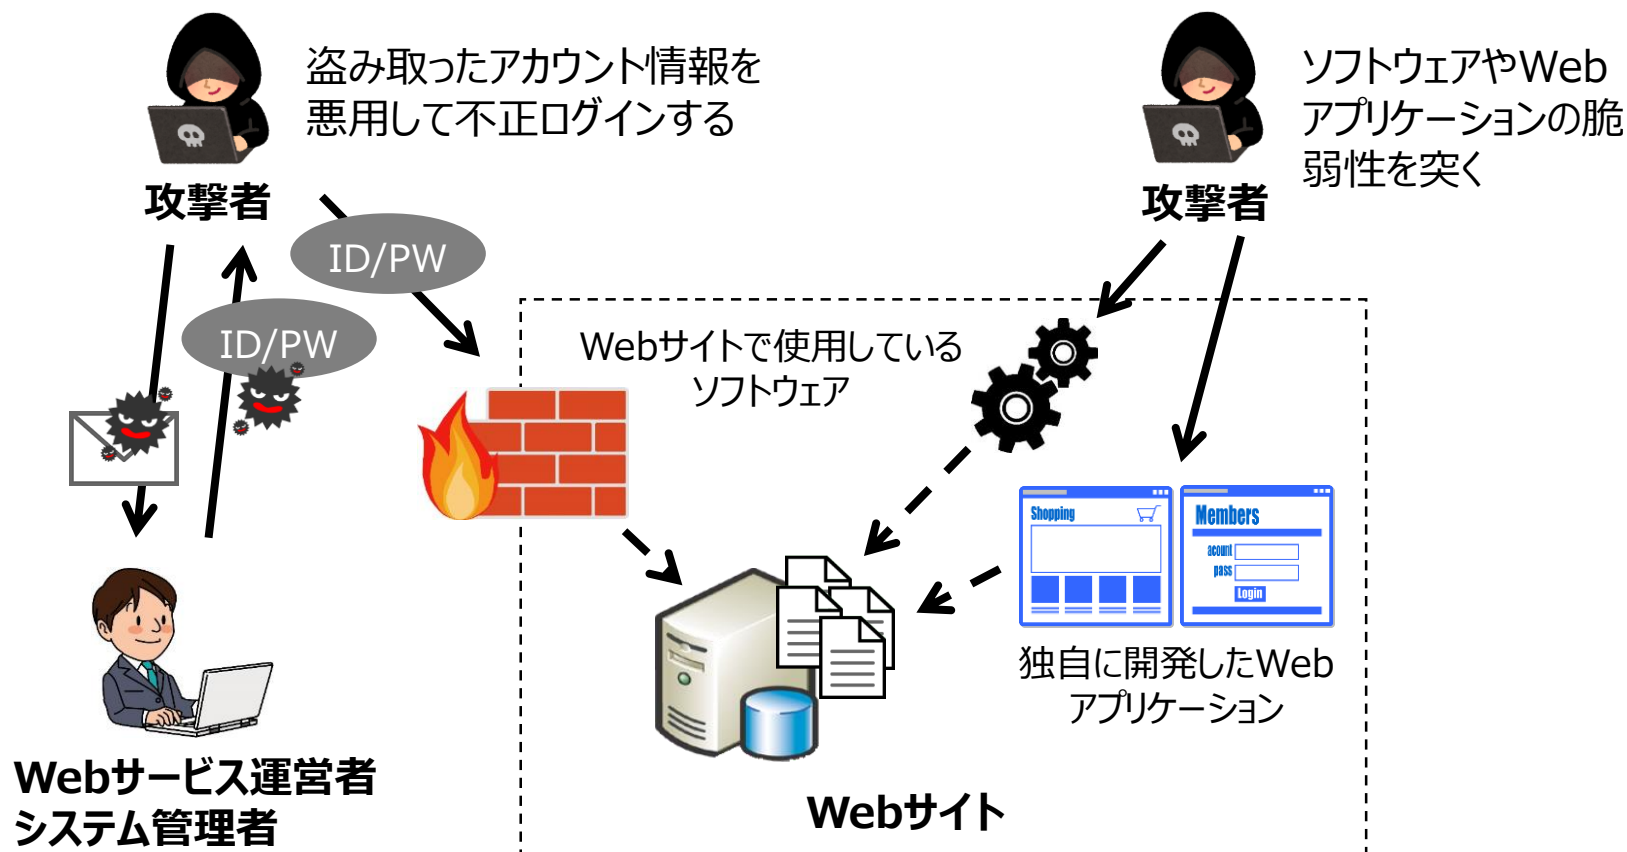 盗み取ったアカウント情報を
悪用して不正ログインする
攻撃者
ID/PW
ID/PW
ソフトウェアやWeb
アプリケーションの脆
弱性を突く
攻撃者
Webサイトで使用している
ソフトウェア
Shopping
Members
acount
pass
Login
独自に開発したWeb
アプリケーション
Webサービス運営者
システム管理者
Webサイト